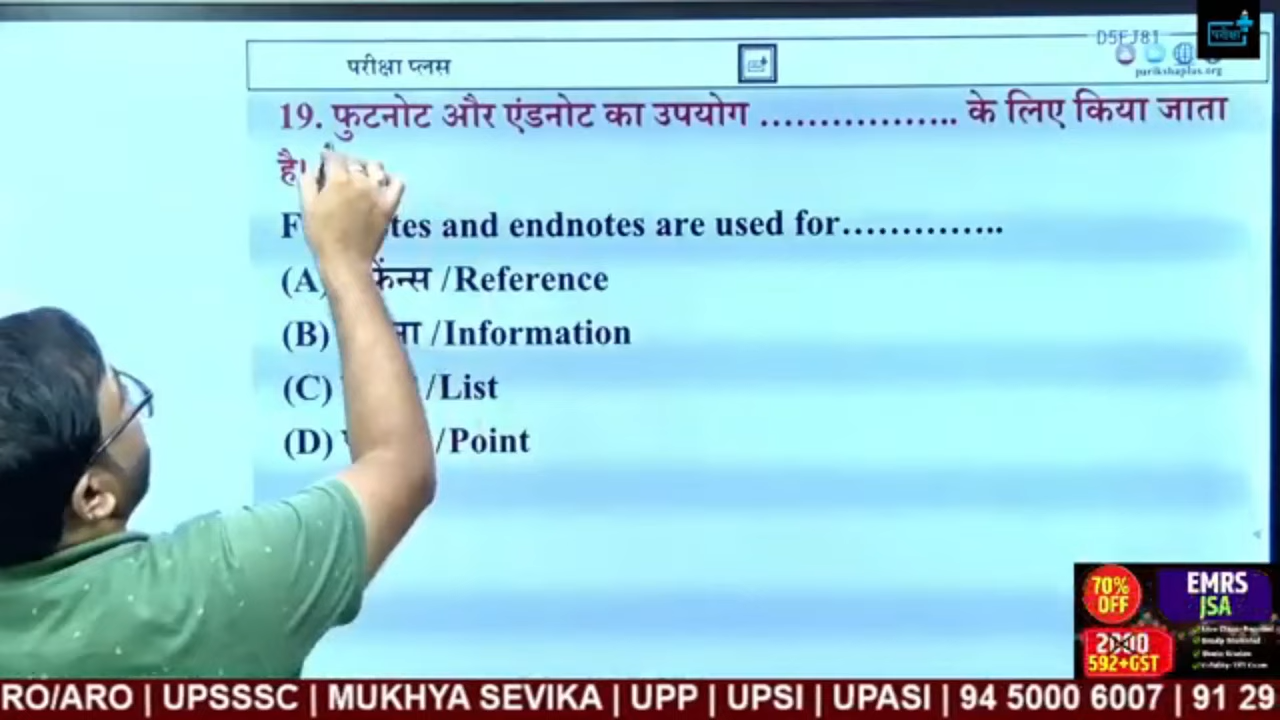 D5EJ81
परीक्षा
परीक्षा प्लस
parikshaplus.org
19. फुटनोट और एंडनोट का उपयोग ……………... के लिए किया जाता
है।
and endnotes are used for…………..
(A) /Reference
(B) /Information
(C) /List
(D) /Point
70% OFF
EMRS
JSA
2000
592+GST
RO/ARO | UPSSSC | MUKHYA SEVIKA | UPP | UPSI | UPASI | 94 5000 6007 | 91 29